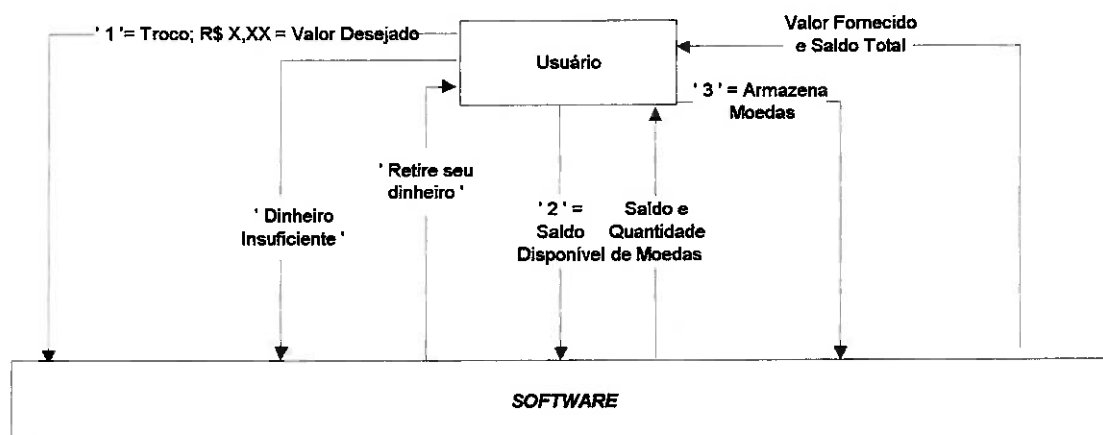 ' 1 '= Troco; R$ X,XX = Valor Desejado
Usuário
Valor Fornecido
e Saldo Total
' 3 ' = Armazena
Moedas
' Retire seu
dinheiro '
' Dinheiro
Insuficiente '
' 2 ' =
Saldo
Disponível
Saldo e
Quantidade
de Moedas
SOFTWARE